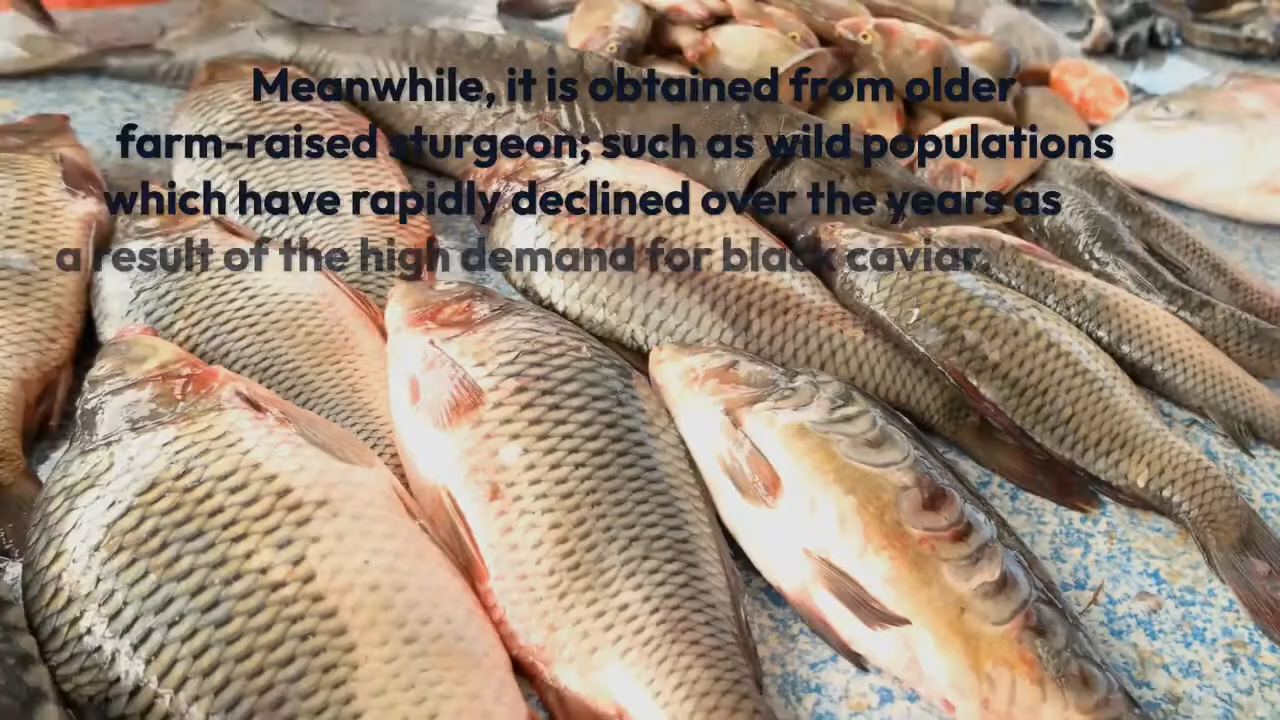 Meanwhile, it is obtained from older
farm-raised sturgeon; such as wild populations
which have rapidly declined over the years as
a result of the high demand for black caviar.